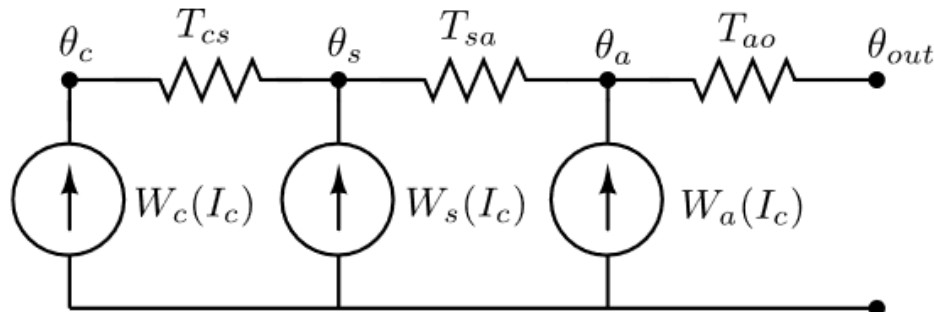 θ_c T_cs θ_s T_sa θ_a T_ao θ_out
W_c(I_c) W_s(I_c) W_a(I_c)